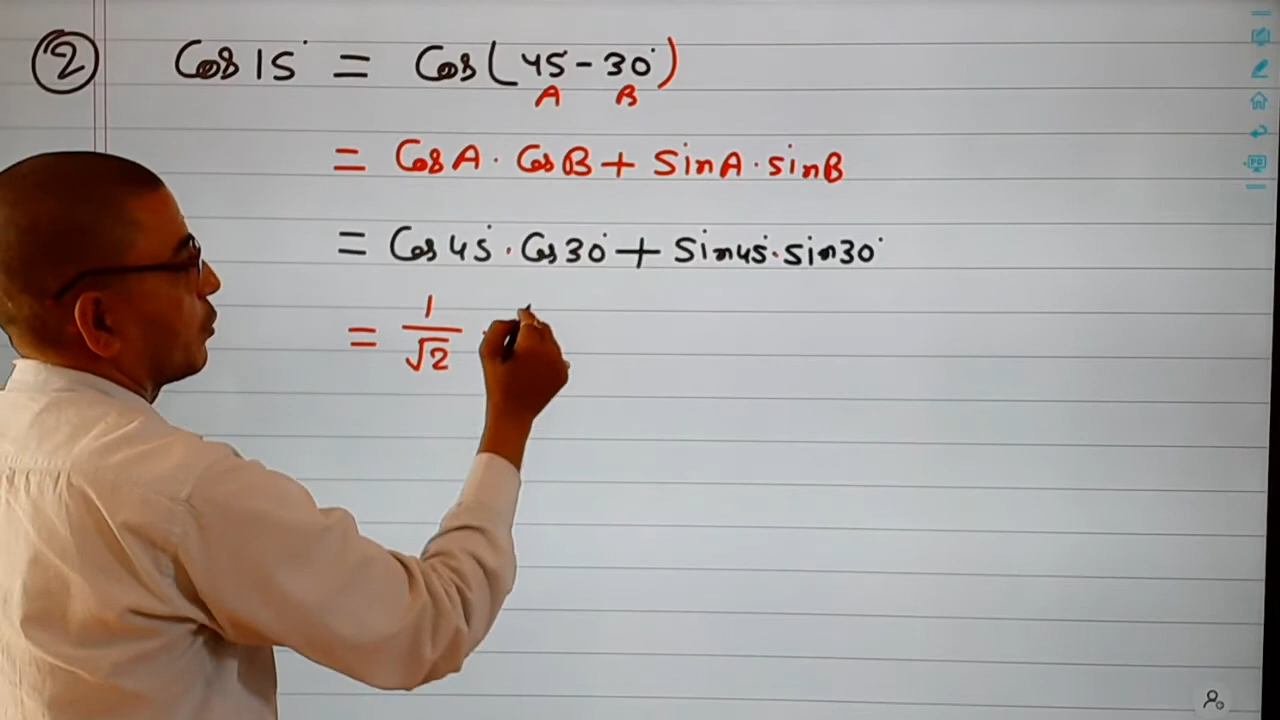 ② Cos 15° = Cos(45 - 30°)
A B
= Cos A · Cos B + Sin A · sin B
= Cos 45° · Cos 30° + Sin 45° · sin 30°
= 1/√2 ·